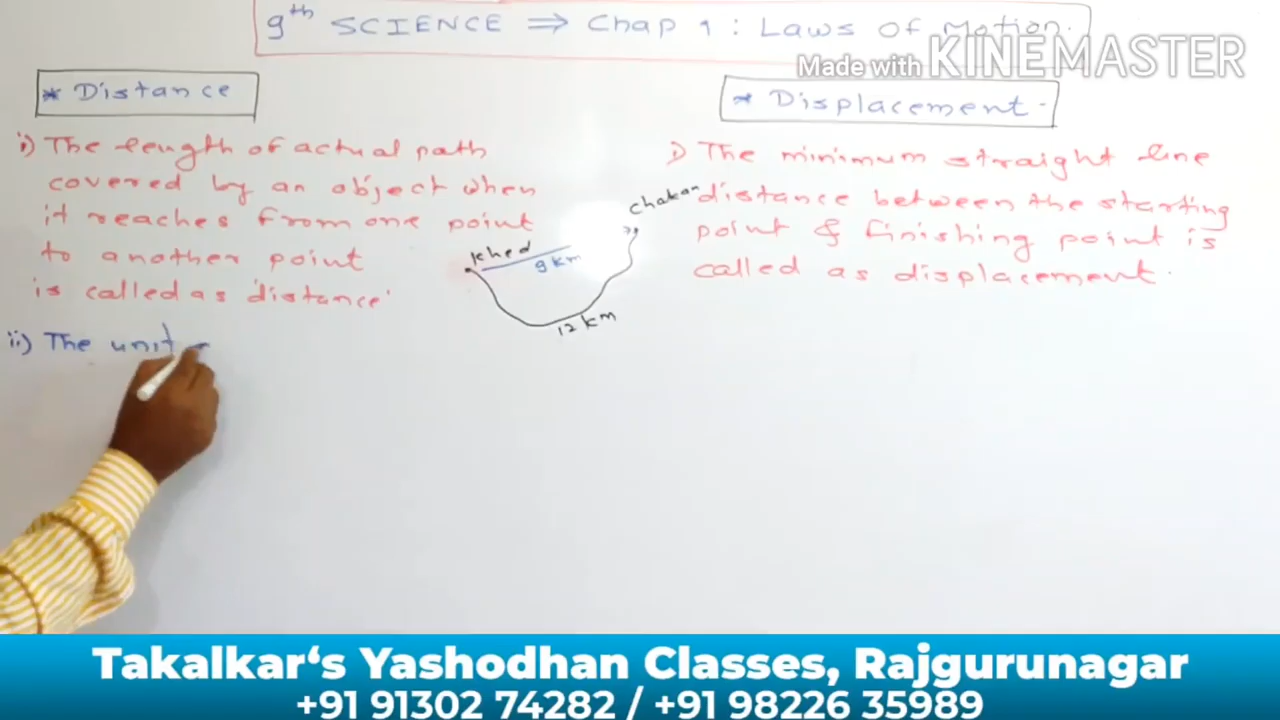 9th SCIENCE ⇒ Chap 1 : Laws of Motion.
Made with KINEMASTER
* Distance
i) The length of actual path
covered by an object when
it reaches from one point
to another point
is called as distance.
ii) The unit
Khed
9 km
12 km
chakan
* Displacement.
i) The minimum straight line
distance between the starting
point & finishing point is
called as displacement.
Takalkar‘s Yashodhan Classes, Rajgurunagar
+91 91302 74282 / +91 98226 35989